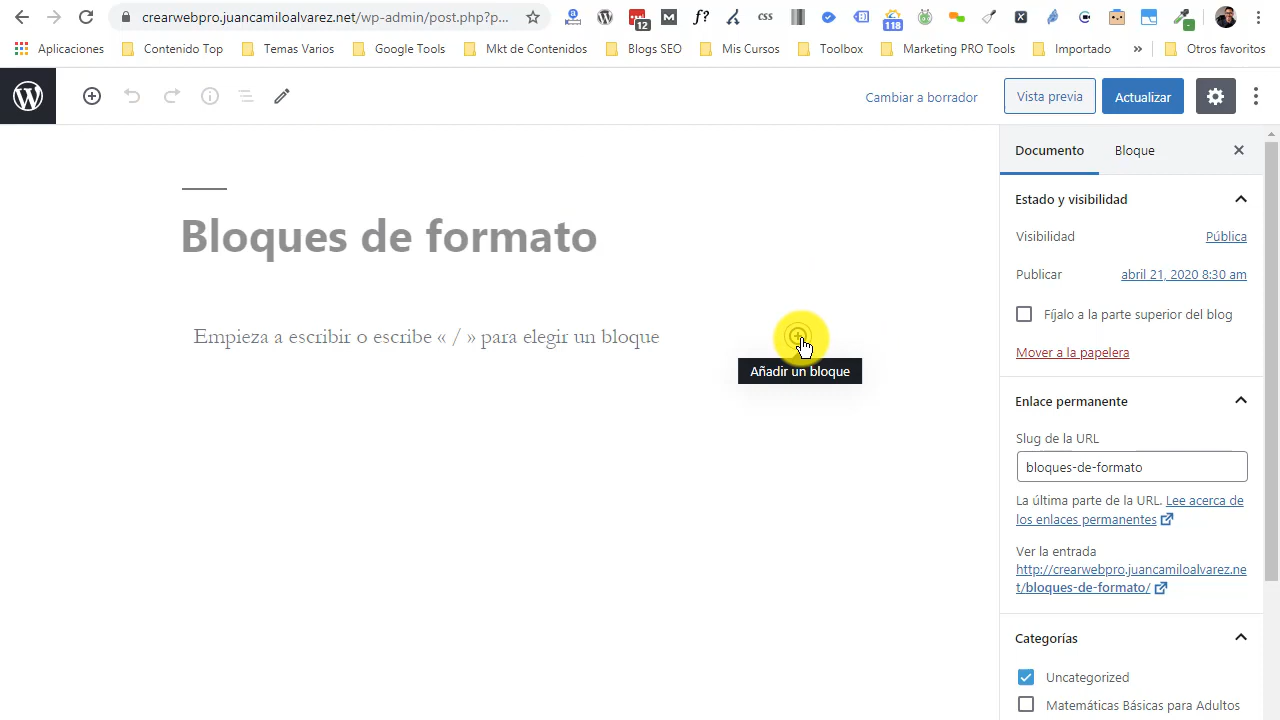 crearwebpro.juancamiloalvarez.net/wp-admin/post.php?p...
12
M
f?
css
118
X
C
-
Aplicaciones
Contenido Top
Temas Varios
Google Tools
Mkt de Contenidos
Blogs SEO
Mis Cursos
Toolbox
Marketing PRO Tools
Importado
»
Otros favoritos
Cambiar a borrador
Vista previa
Actualizar
Documento
Bloque
Estado y visibilidad
Bloques de formato
Visibilidad
Pública
Publicar
abril 21, 2020 8:30 am
Fíjalo a la parte superior del blog
Empieza a escribir o escribe « / » para elegir un bloque
Añadir un bloque
Mover a la papelera
Enlace permanente
Slug de la URL
bloques-de-formato
La última parte de la URL. Lee acerca de
los enlaces permanentes
Ver la entrada
http://crearwebpro.juancamiloalvarez.ne
t/bloques-de-formato/
Categorías
Uncategorized
Matemáticas Básicas para Adultos